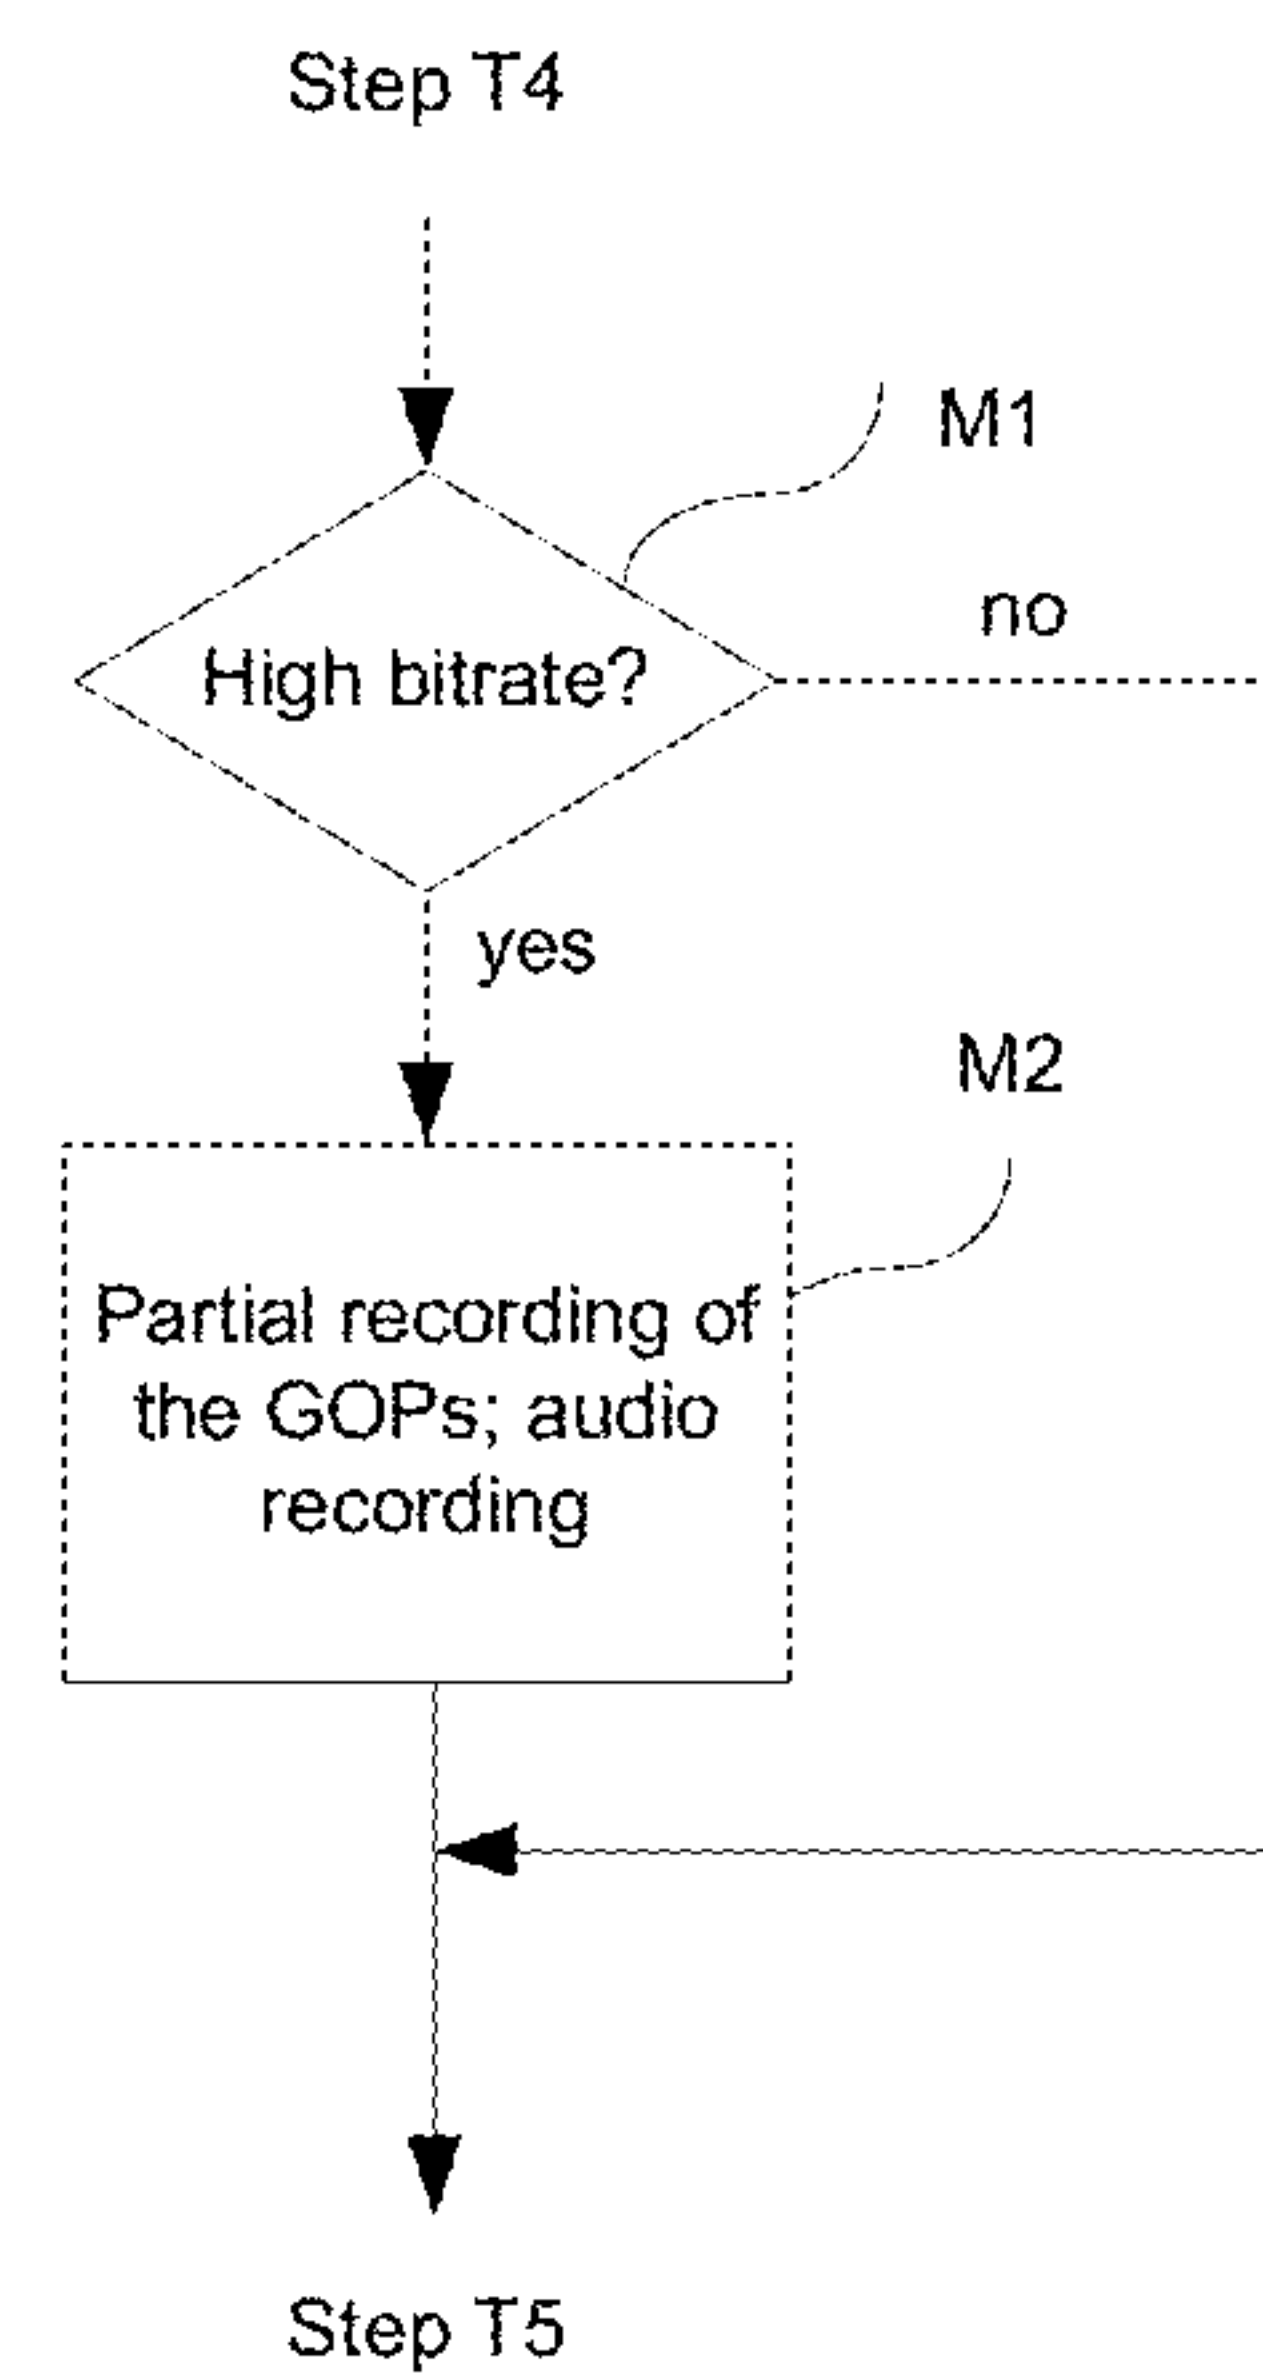 Step T4
M1
no
High bitrate?
yes
M2
Partial recording of
the GOPs; audio
recording
Step T5